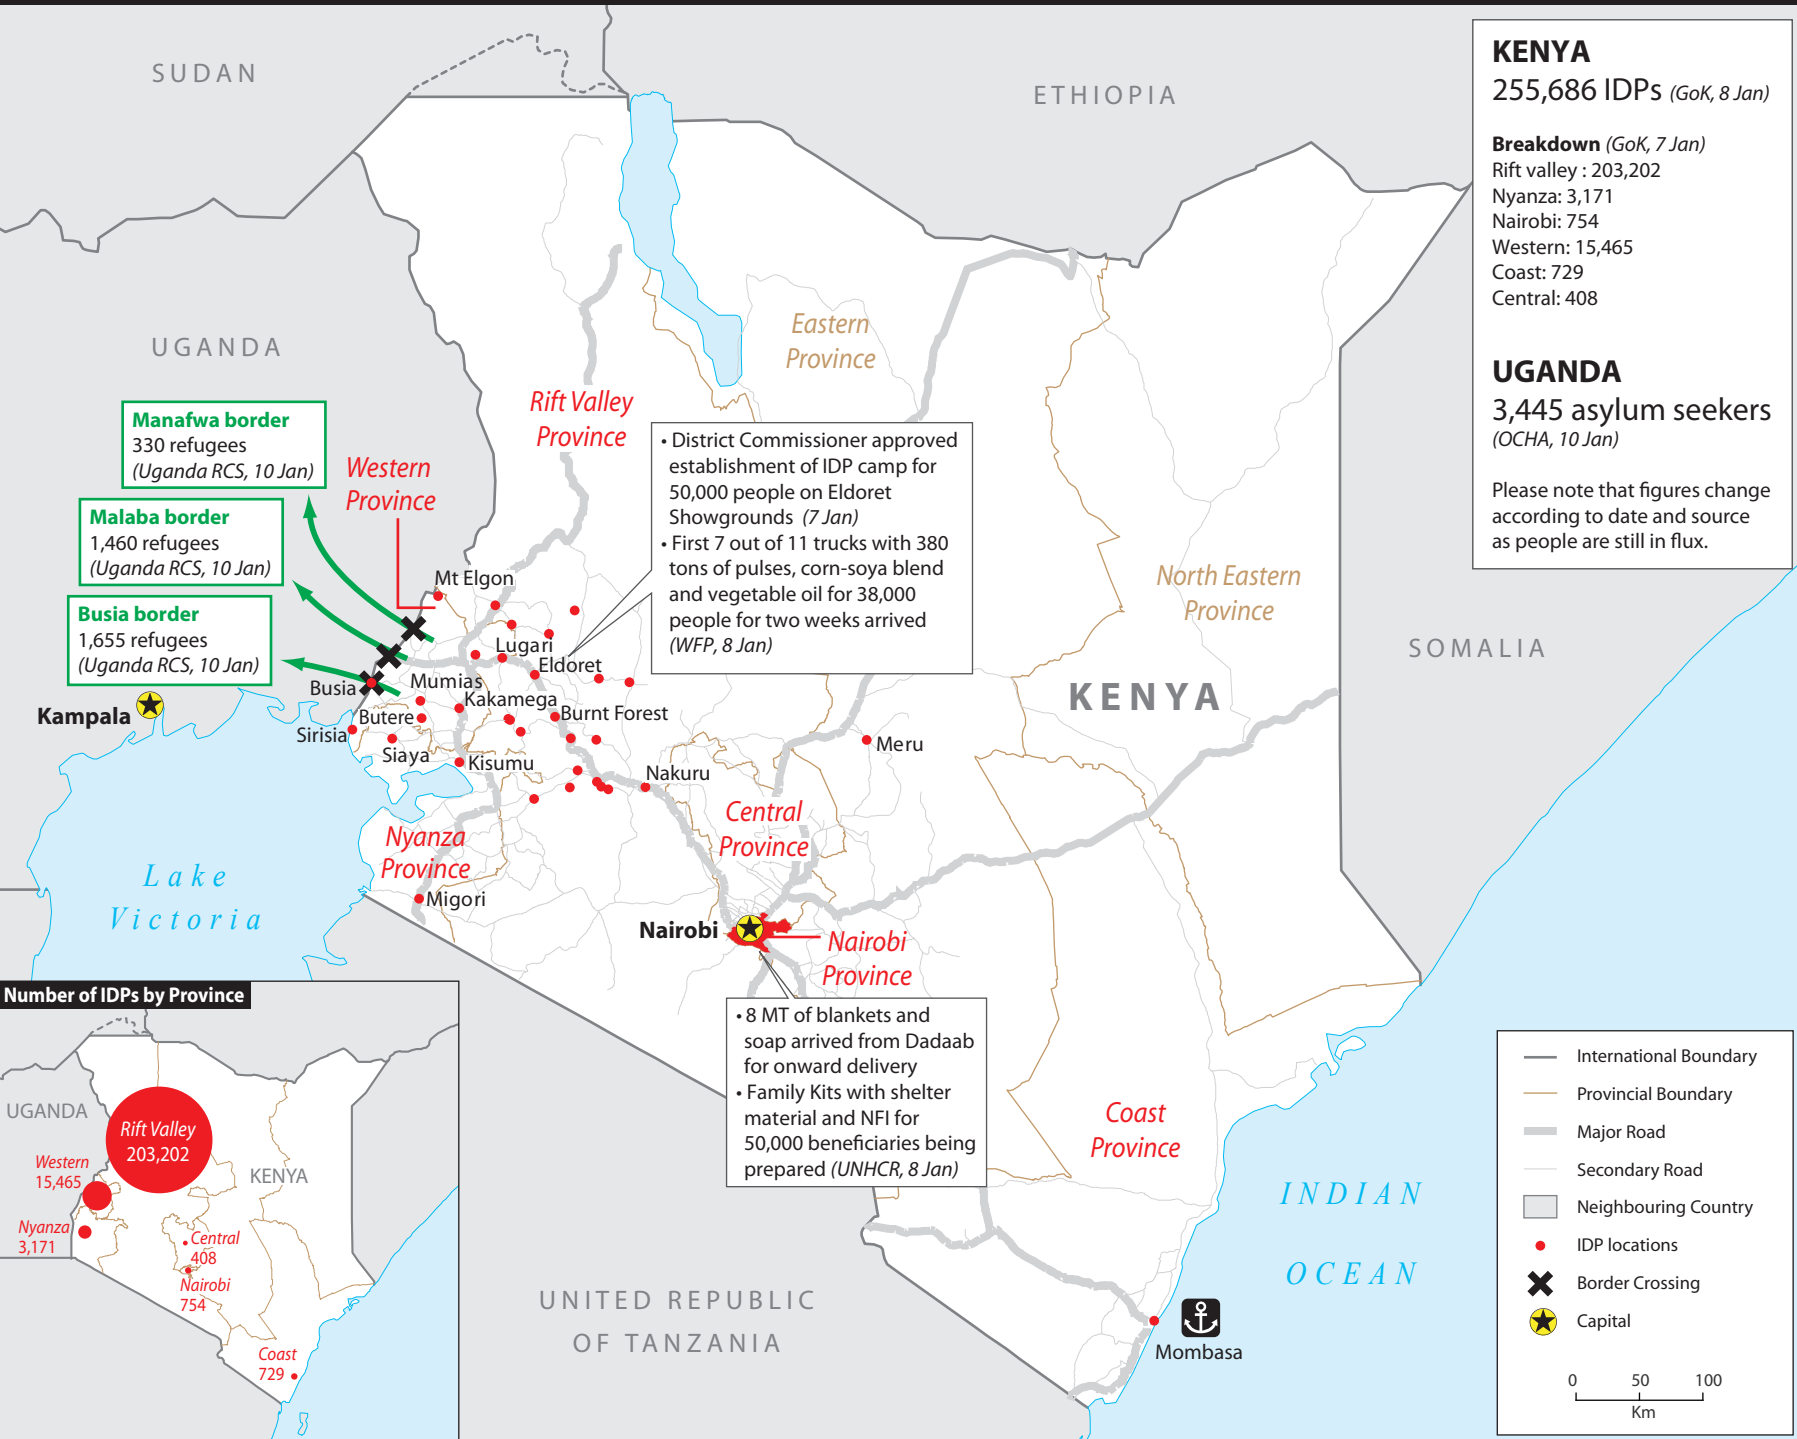 SUDAN
ETHIOPIA
UGANDA
SOMALIA
KENYA
UNITED REPUBLIC
OF TANZANIA
Lake
Victoria
INDIAN
OCEAN
KENYA
255,686 IDPs (GoK, 8 Jan)
Breakdown (GoK, 7 Jan)
Rift valley : 203,202
Nyanza: 3,171
Nairobi: 754
Western: 15,465
Coast: 729
Central: 408
UGANDA
3,445 asylum seekers
(OCHA, 10 Jan)
Please note that figures change
according to date and source
as people are still in flux.
Manafwa border
330 refugees
(Uganda RCS, 10 Jan)
Malaba border
1,460 refugees
(Uganda RCS, 10 Jan)
Busia border
1,655 refugees
(Uganda RCS, 10 Jan)
Western
Province
Rift Valley
Province
Eastern
Province
North Eastern
Province
Central
Province
Nyanza
Province
Nairobi
Province
Coast
Province
• District Commissioner approved
establishment of IDP camp for
50,000 people on Eldoret
Showgrounds (7 Jan)
• First 7 out of 11 trucks with 380
tons of pulses, corn-soya blend
and vegetable oil for 38,000
people for two weeks arrived
(WFP, 8 Jan)
Mt Elgon
Lugari
Eldoret
Busia
Mumias
Kakamega
Kampala
Butere
Burnt Forest
Sirisia
Siaya
Kisumu
Meru
Nakuru
Migori
Nairobi
Mombasa
• 8 MT of blankets and
soap arrived from Dadaab
for onward delivery
• Family Kits with shelter
material and NFI for
50,000 beneficiaries being
prepared (UNHCR, 8 Jan)
Number of IDPs by Province
UGANDA
Rift Valley
203,202
Western
15,465
KENYA
Nyanza
3,171
Central
408
Nairobi
754
Coast
729
International Boundary
Provincial Boundary
Major Road
Secondary Road
Neighbouring Country
IDP locations
Border Crossing
Capital
0 50 100
Km